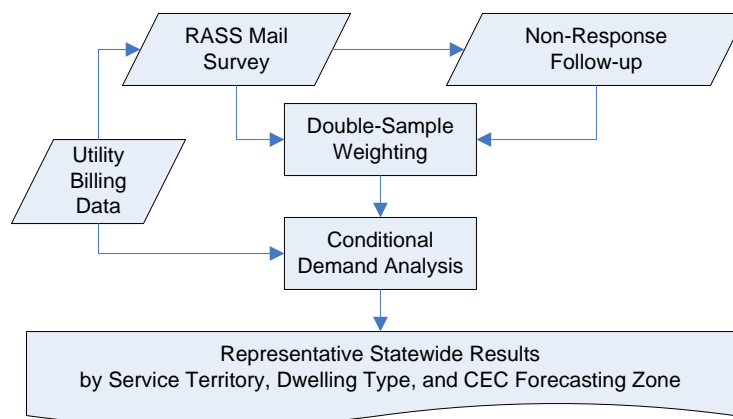 RASS Mail
Survey
Non-Response
Follow-up
Double-Sample
Weighting
Utility
Billing
Data
Conditional
Demand Analysis
Representative Statewide Results
by Service Territory, Dwelling Type, and CEC Forecasting Zone